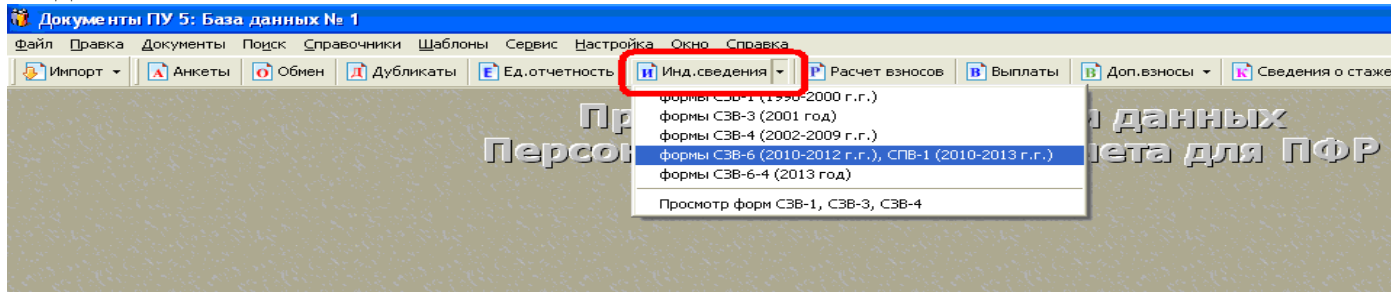 Документы ПУ 5: База данных № 1
Файл Правка Документы Поиск Справочники Шаблоны Сервис Настройка Окно Справка
Импорт А Анкеты О Обмен Д Дубликаты Е Ед.отчетность И Инд.сведения Р Расчет взносов В Выплаты В Доп.взносы К Сведения о стаже
формы СЗВ-1 (1996-2000 г.г.)
формы СЗВ-3 (2001 год)
данных
формы СЗВ-4 (2002-2009 г.г.)
формы СЗВ-6 (2010-2012 г.г.), СПВ-1 (2010-2013 г.г.)
для ПФР
формы СЗВ-6-4 (2013 год)
Просмотр форм СЗВ-1, СЗВ-3, СЗВ-4